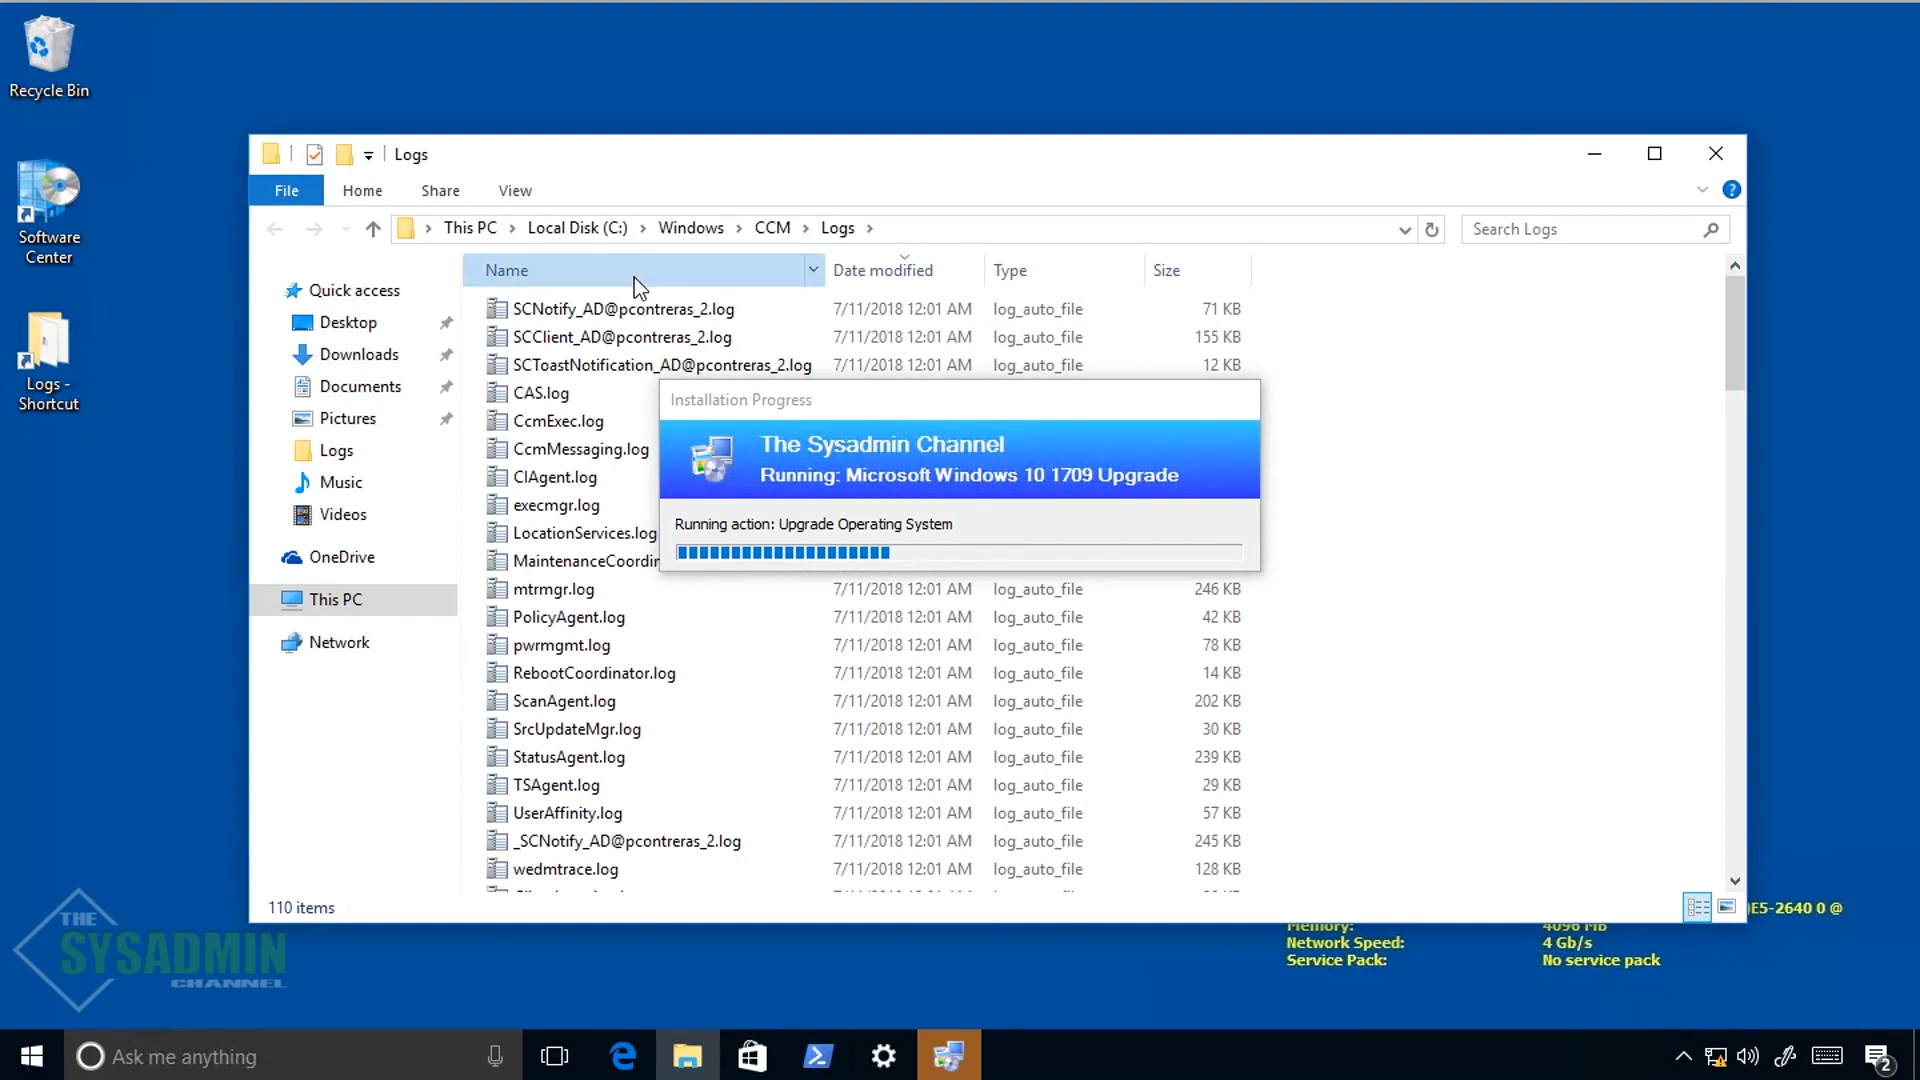 Recycle Bin
Software
Center
Logs -
Shortcut
Logs
File Home Share View
This PC Local Disk (C:) Windows CCM Logs
Search Logs
Name Date modified Type Size
Quick access
Desktop
Downloads
Documents
Pictures
Logs
Music
Videos
OneDrive
This PC
Network
SCNotify_AD@pcontreras_2.log 7/11/2018 12:01 AM log_auto_file 71 KB
SCClient_AD@pcontreras_2.log 7/11/2018 12:01 AM log_auto_file 155 KB
SCToastNotification_AD@pcontreras_2.log 7/11/2018 12:01 AM log_auto_file 12 KB
CAS.log
CcmExec.log
CcmMessaging.log
CIAgent.log
execmgr.log
LocationServices.log
MaintenanceCoordin
mtrmgr.log 7/11/2018 12:01 AM log_auto_file 246 KB
PolicyAgent.log 7/11/2018 12:01 AM log_auto_file 42 KB
pwrmgmt.log 7/11/2018 12:01 AM log_auto_file 78 KB
RebootCoordinator.log 7/11/2018 12:01 AM log_auto_file 14 KB
ScanAgent.log 7/11/2018 12:01 AM log_auto_file 202 KB
SrcUpdateMgr.log 7/11/2018 12:01 AM log_auto_file 30 KB
StatusAgent.log 7/11/2018 12:01 AM log_auto_file 239 KB
TSAgent.log 7/11/2018 12:01 AM log_auto_file 29 KB
UserAffinity.log 7/11/2018 12:01 AM log_auto_file 57 KB
_SCNotify_AD@pcontreras_2.log 7/11/2018 12:01 AM log_auto_file 245 KB
wedmtrace.log 7/11/2018 12:01 AM log_auto_file 128 KB
Installation Progress
The Sysadmin Channel
Running: Microsoft Windows 10 1709 Upgrade
Running action: Upgrade Operating System
110 items
E5-2640 0 @
Memory: 4096 MB
Network Speed: 4 Gb/s
Service Pack: No service pack
THE
SYSADMIN
CHANNEL
Ask me anything
2